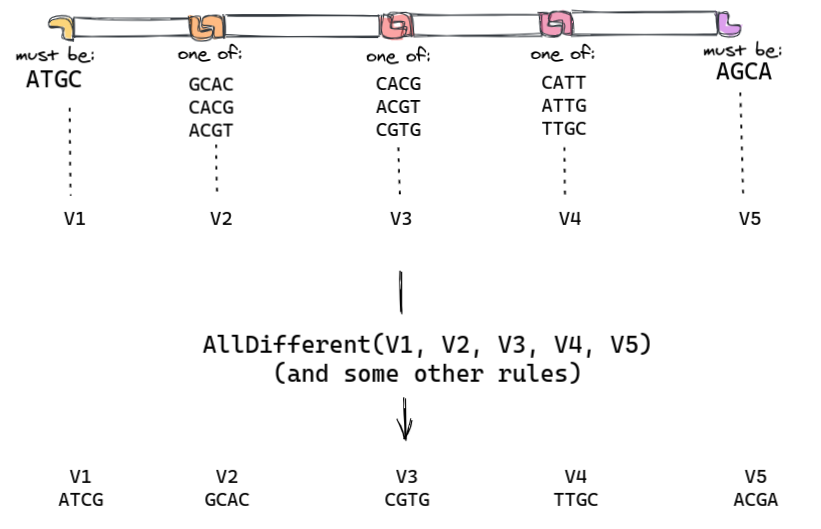 must be: one of: one of: one of: must be:
ATGC GCAC CACG CATT AGCA
CACG ACGT ATTG
ACGT CGTG TTGC
V1 V2 V3 V4 V5
AllDifferent(V1, V2, V3, V4, V5)
(and some other rules)
V1 V2 V3 V4 V5
ATCG GCAC CGTG TTGC ACGA